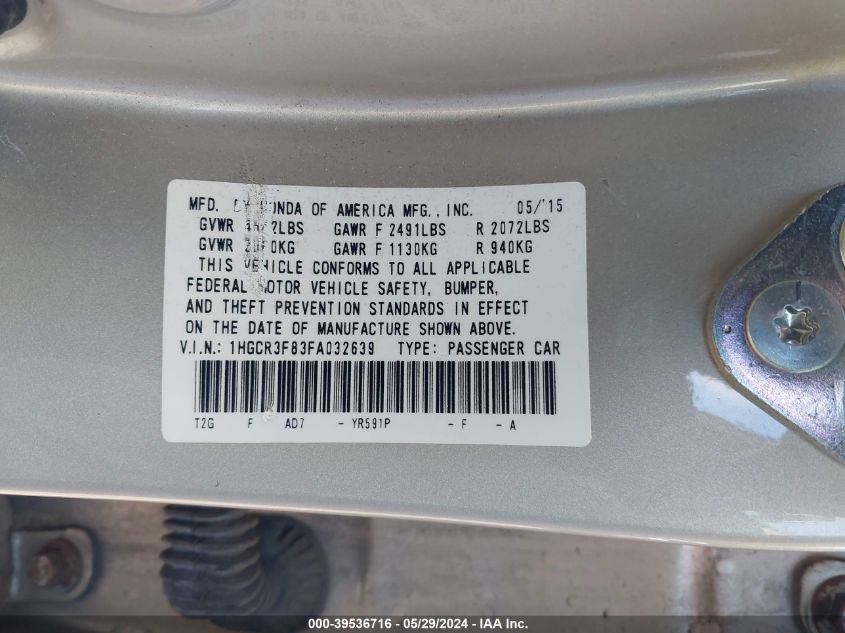 MFD. BY HONDA OF AMERICA MFG., INC. 05/'15
GVWR GAWR F 2491LBS R 2072LBS
GVWR GAWR F 1130KG R 940KG
THIS VEHICLE CONFORMS TO ALL APPLICABLE
FEDERAL MOTOR VEHICLE SAFETY, BUMPER,
AND THEFT PREVENTION STANDARDS IN EFFECT
ON THE DATE OF MANUFACTURE SHOWN ABOVE.
V.I.N.: 1HGCR3F83FA032639 TYPE: PASSENGER CAR
T2G F AD7 - YR591P - F - A
000-39536716 - 05/29/2024 - IAA Inc.